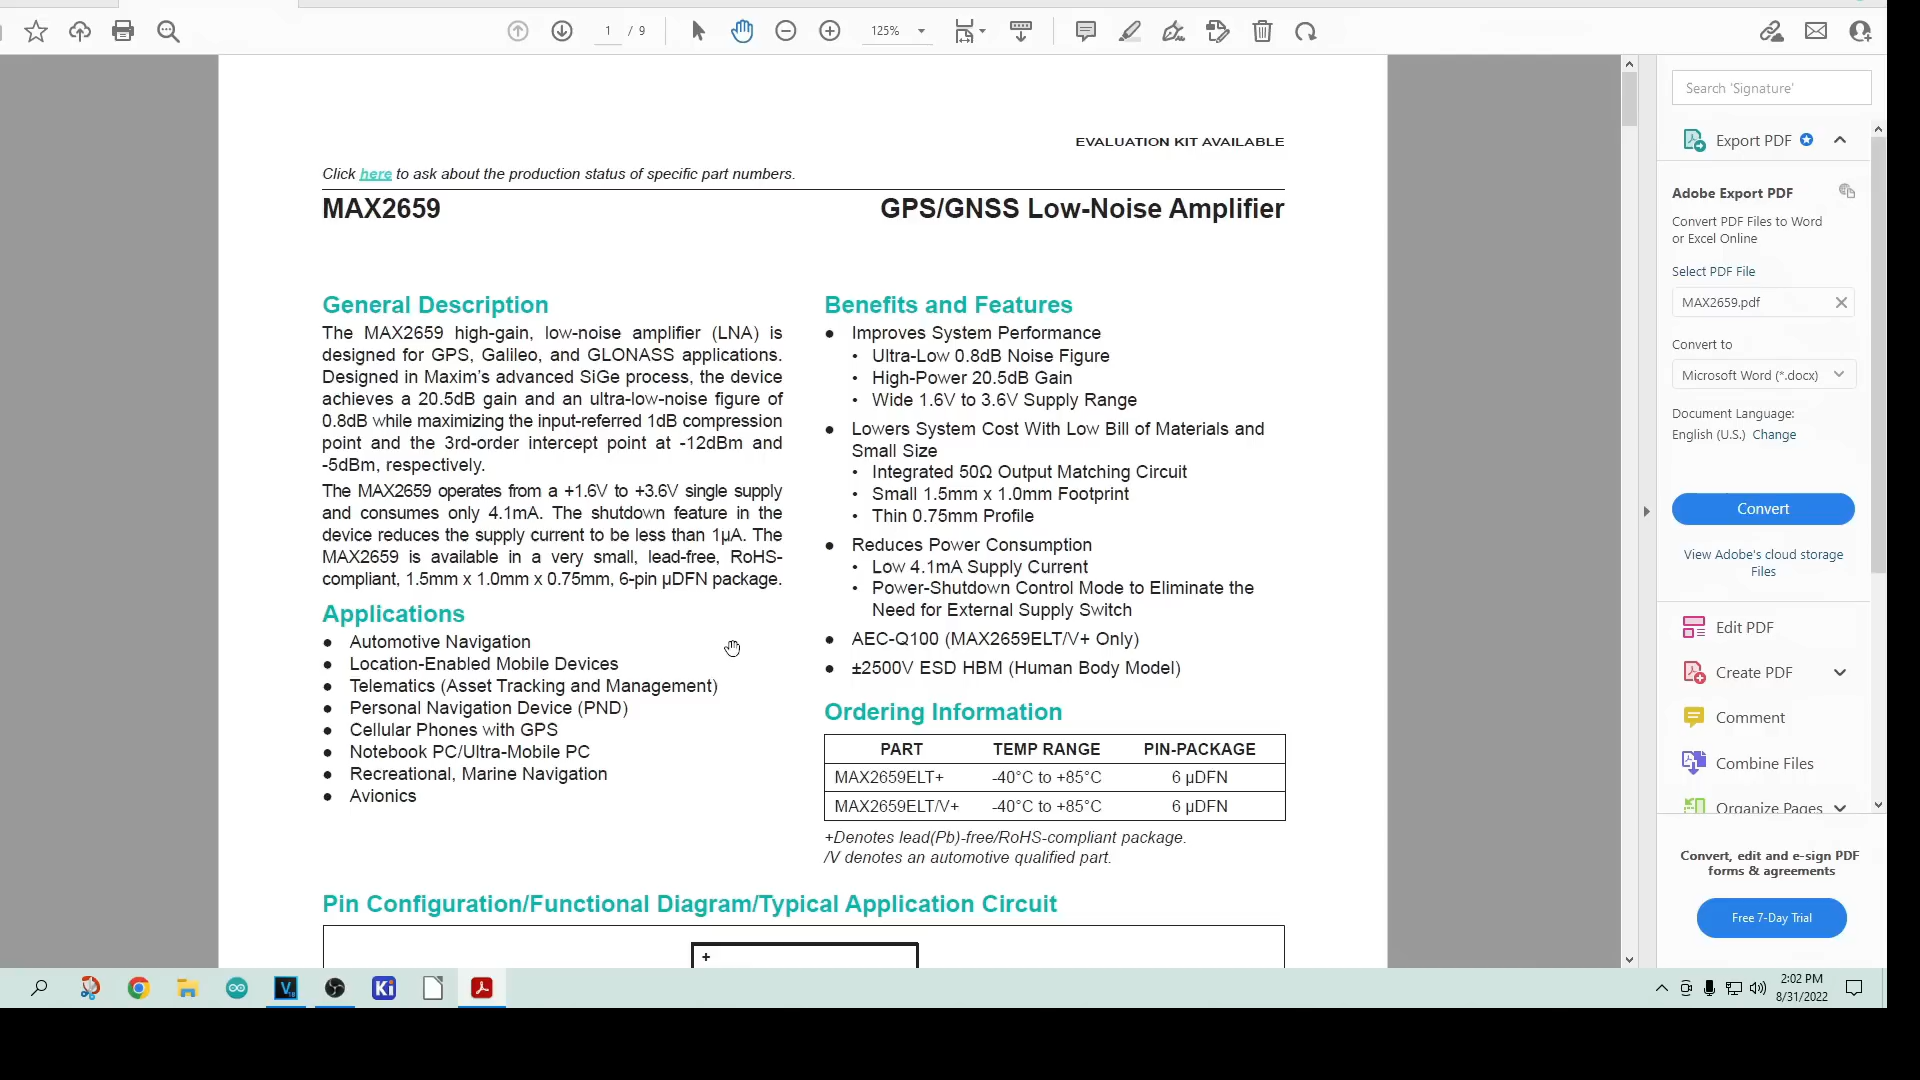 1 / 9
125%
Search 'Signature'
EVALUATION KIT AVAILABLE
Click here to ask about the production status of specific part numbers.
MAX2659
GPS/GNSS Low-Noise Amplifier
General Description
The MAX2659 high-gain, low-noise amplifier (LNA) is
designed for GPS, Galileo, and GLONASS applications.
Designed in Maxim's advanced SiGe process, the device
achieves a 20.5dB gain and an ultra-low-noise figure of
0.8dB while maximizing the input-referred 1dB compression
point and the 3rd-order intercept point at -12dBm and
-5dBm, respectively.
The MAX2659 operates from a +1.6V to +3.6V single supply
and consumes only 4.1mA. The shutdown feature in the
device reduces the supply current to be less than 1µA. The
MAX2659 is available in a very small, lead-free, RoHS-
compliant, 1.5mm x 1.0mm x 0.75mm, 6-pin µDFN package.
Applications
● Automotive Navigation
● Location-Enabled Mobile Devices
● Telematics (Asset Tracking and Management)
● Personal Navigation Device (PND)
● Cellular Phones with GPS
● Notebook PC/Ultra-Mobile PC
● Recreational, Marine Navigation
● Avionics
Benefits and Features
● Improves System Performance
• Ultra-Low 0.8dB Noise Figure
• High-Power 20.5dB Gain
• Wide 1.6V to 3.6V Supply Range
● Lowers System Cost With Low Bill of Materials and
Small Size
• Integrated 50Ω Output Matching Circuit
• Small 1.5mm x 1.0mm Footprint
• Thin 0.75mm Profile
● Reduces Power Consumption
• Low 4.1mA Supply Current
• Power-Shutdown Control Mode to Eliminate the
Need for External Supply Switch
● AEC-Q100 (MAX2659ELT/V+ Only)
● ±2500V ESD HBM (Human Body Model)
Ordering Information
PART TEMP RANGE PIN-PACKAGE
MAX2659ELT+ -40°C to +85°C 6 µDFN
MAX2659ELT/V+ -40°C to +85°C 6 µDFN
+Denotes lead(Pb)-free/RoHS-compliant package.
/V denotes an automotive qualified part.
Pin Configuration/Functional Diagram/Typical Application Circuit
+
Export PDF
Adobe Export PDF
Convert PDF Files to Word
or Excel Online
Select PDF File
MAX2659.pdf
Convert to
Microsoft Word (*.docx)
Document Language:
English (U.S.) Change
Convert
View Adobe's cloud storage
Files
Edit PDF
Create PDF
Comment
Combine Files
Organize Pages
Convert, edit and e-sign PDF
forms & agreements
Free 7-Day Trial
Ki
2:02 PM
8/31/2022